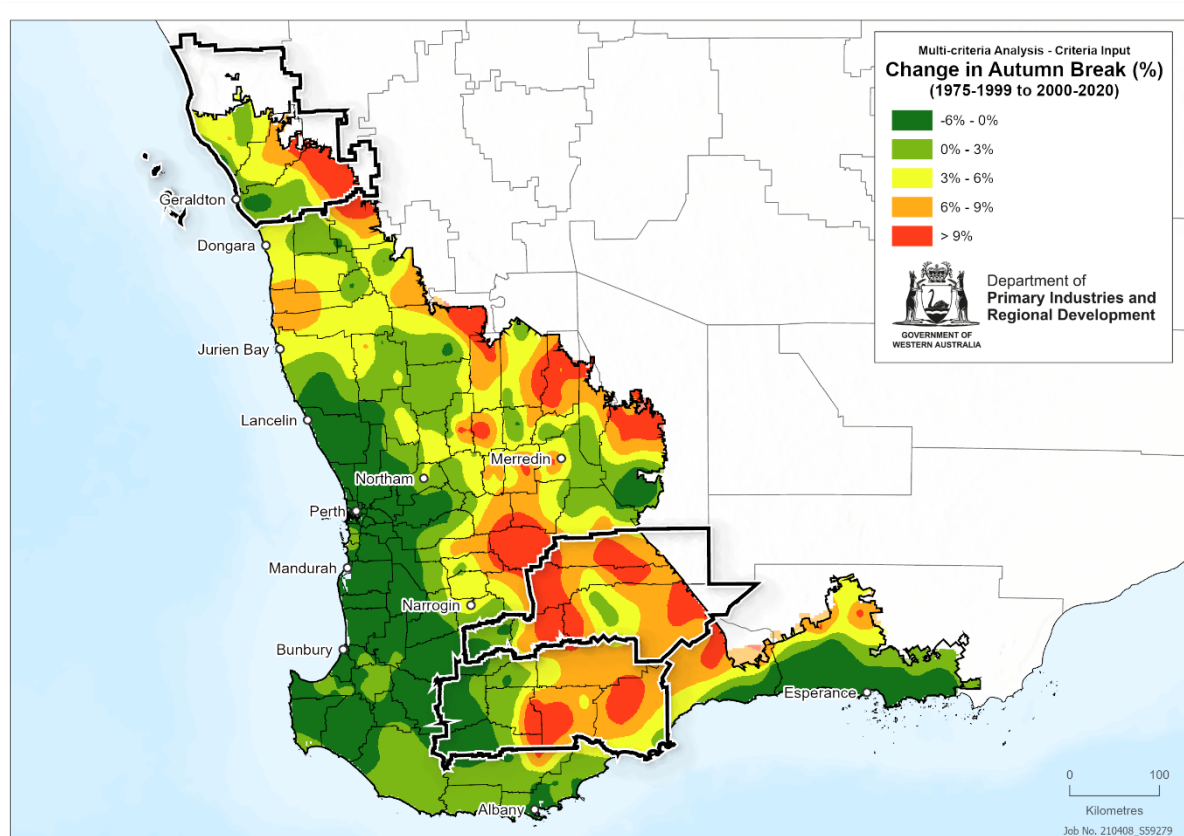 Multi-criteria Analysis - Criteria Input
Change in Autumn Break (%)
(1975-1999 to 2000-2020)
-6% - 0%
0% - 3%
3% - 6%
6% - 9%
> 9%
Department of
Primary Industries and
Regional Development
GOVERNMENT OF
WESTERN AUSTRALIA
Geraldton
Dongara
Jurien Bay
Lancelin
Merredin
Northam
Perth
Mandurah
Narrogin
Bunbury
Esperance
Albany
0 100
Kilometres
Job No. 210408_S59279